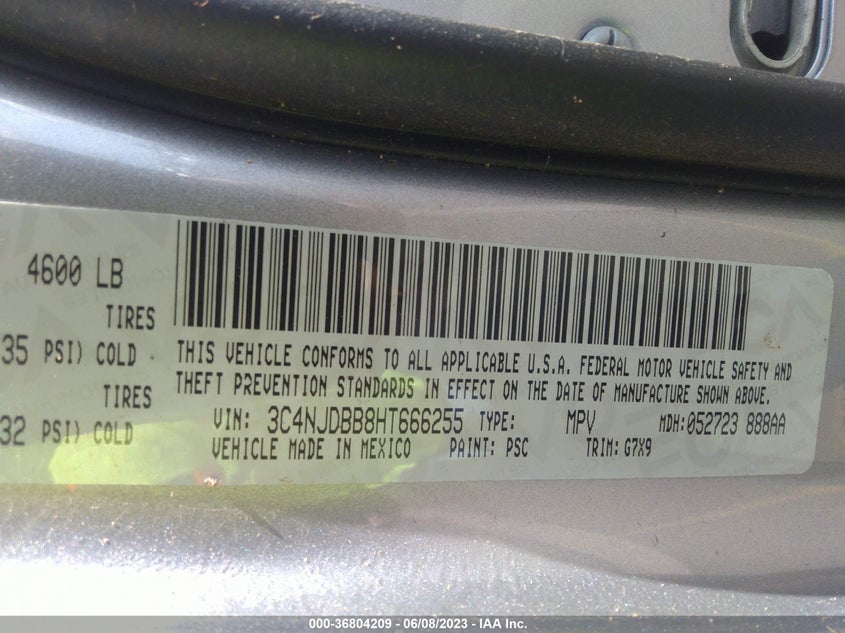 4600 LB
TIRES
35 PSI) COLD
TIRES
32 PSI) COLD
THIS VEHICLE CONFORMS TO ALL APPLICABLE U.S.A. FEDERAL MOTOR VEHICLE SAFETY AND
THEFT PREVENTION STANDARDS IN EFFECT ON THE DATE OF MANUFACTURE SHOWN ABOVE.
VIN: 3C4NJDBB8HT666255 TYPE: MPV MDH:052723 888AA
VEHICLE MADE IN MEXICO PAINT: PSC TRIM: G7X9
000-36804209 - 06/08/2023 - IAA Inc.